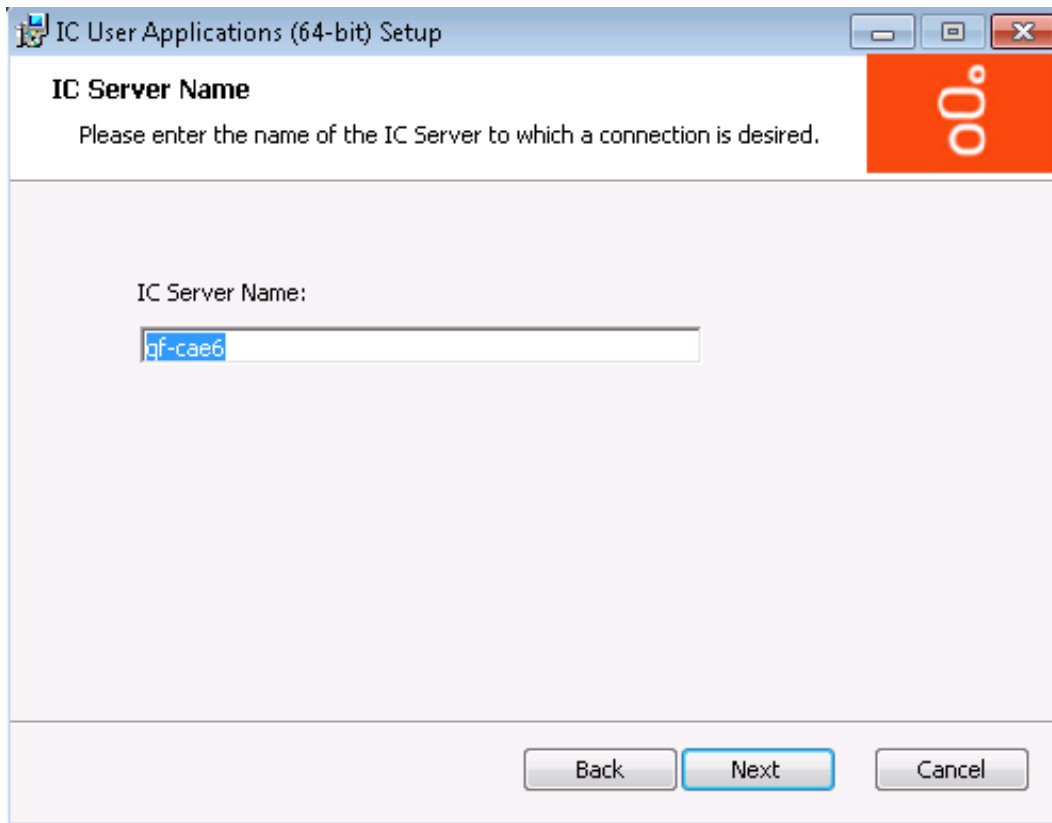 IC User Applications (64-bit) Setup
IC Server Name
Please enter the name of the IC Server to which a connection is desired.
IC Server Name:
qf-cae6
Back Next Cancel